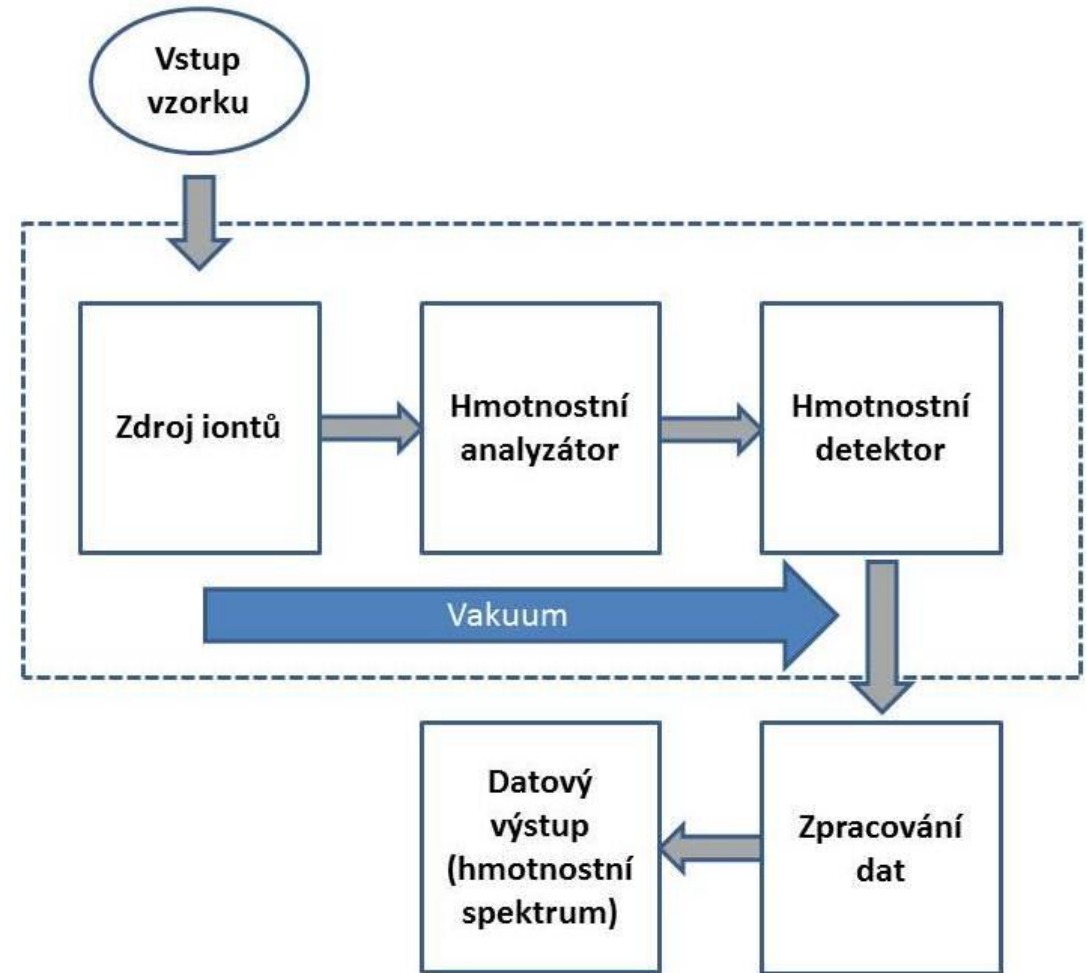 Vstup
vzorku
Zdroj iontů
Hmotnostní
analyzátor
Hmotnostní
detektor
Vakuum
Datový
výstup
(hmotnostní
spektrum)
Zpracování
dat